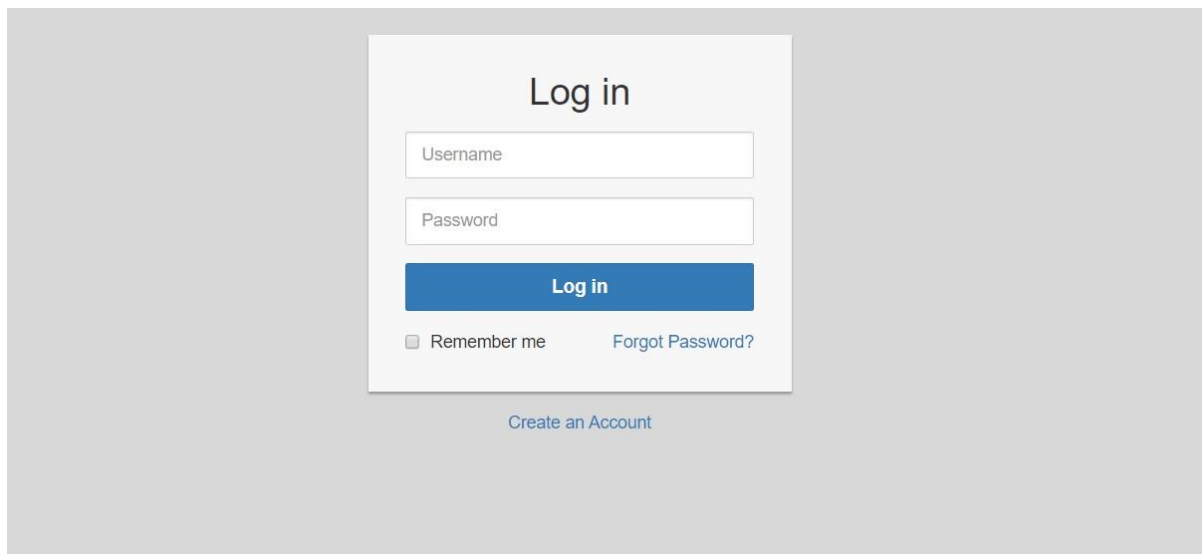 Log in
Username
Password
Log in
Remember me Forgot Password?
Create an Account